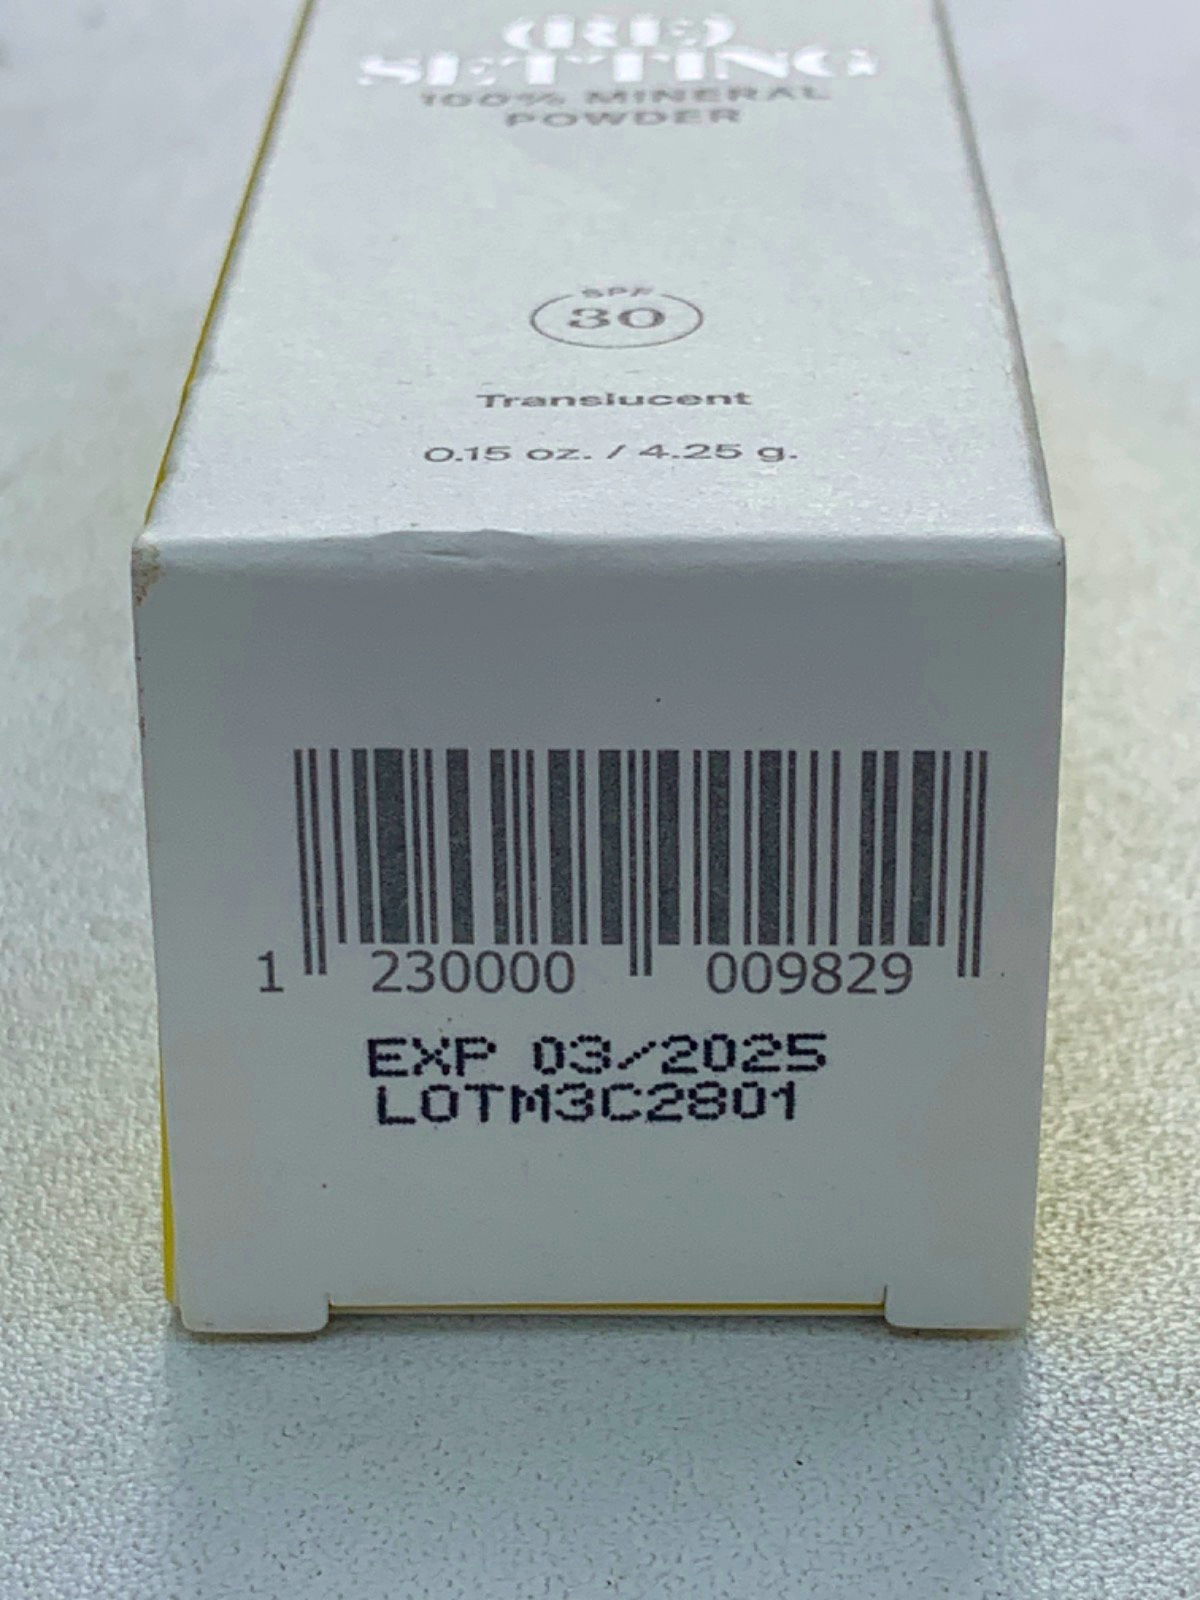 (RE)
SETTING
100% MINERAL
POWDER
SPF
30
Translucent
0.15 oz. / 4.25 g.
1 230000 009829
EXP 03/2025
LOTM3C2801